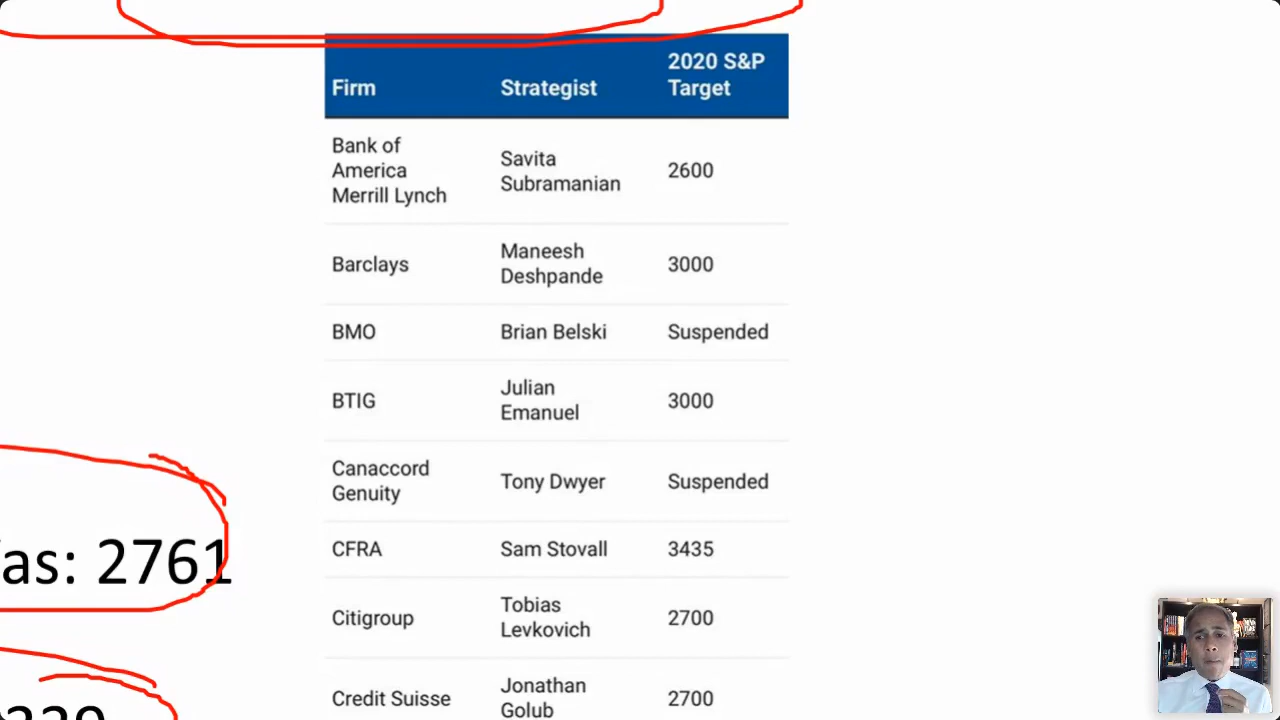 Firm Strategist 2020 S&P
Target
Bank of
America
Merrill Lynch
Savita
Subramanian
2600
Barclays
Maneesh
Deshpande
3000
BMO Brian Belski Suspended
BTIG
Julian
Emanuel
3000
Canaccord
Genuity
Tony Dwyer
Suspended
CFRA Sam Stovall 3435
as: 2761
Citigroup
Tobias
Levkovich
2700
Credit Suisse
Jonathan
Golub
2700